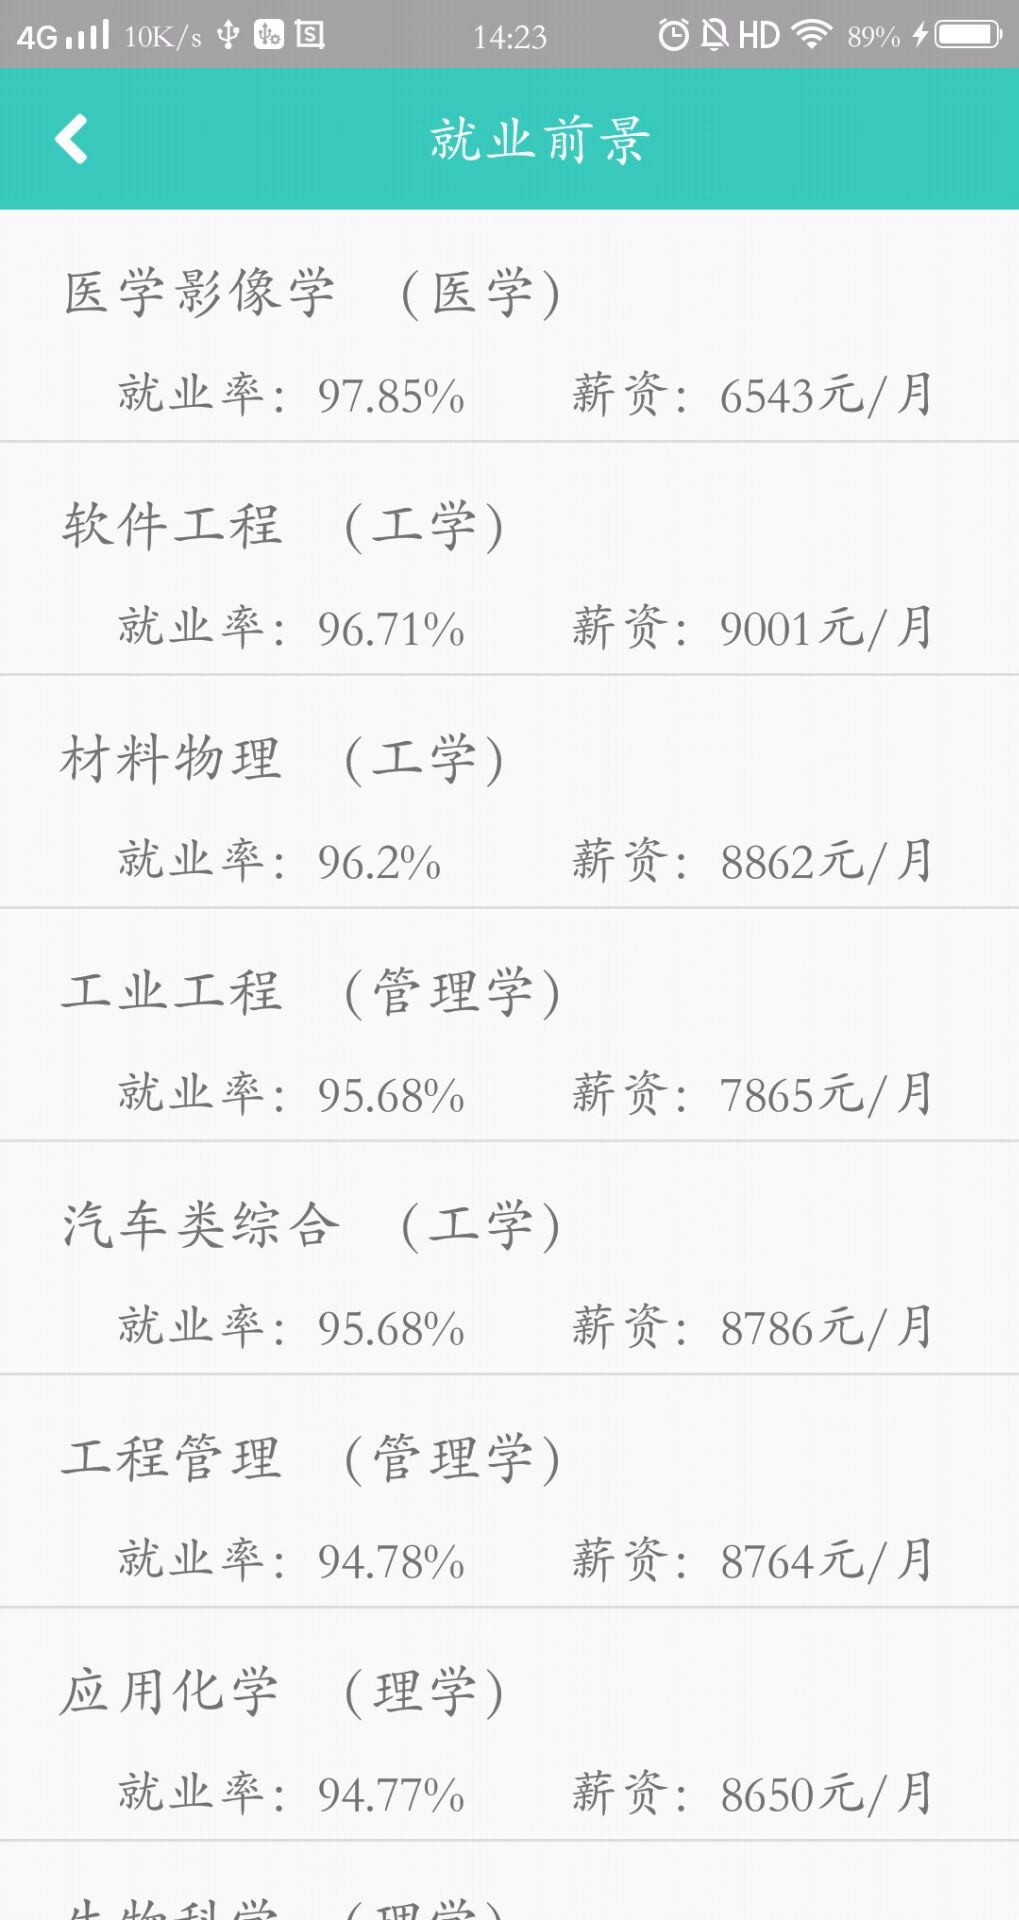 4G 10K/s 14:23 HD 89%
就业前景
医学影像学 （医学）
就业率：97.85% 薪资：6543元/月
软件工程 （工学）
就业率：96.71% 薪资：9001元/月
材料物理 （工学）
就业率：96.2% 薪资：8862元/月
工业工程 （管理学）
就业率：95.68% 薪资：7865元/月
汽车类综合 （工学）
就业率：95.68% 薪资：8786元/月
工程管理 （管理学）
就业率：94.78% 薪资：8764元/月
应用化学 （理学）
就业率：94.77% 薪资：8650元/月
生物科学 （理学）